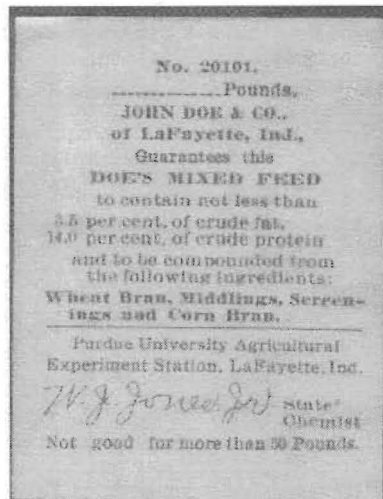 No. 20101.
..............Pounds.
JOHN DOE & CO.,
of LaFayette, Ind.,
Guarantees this
DOE'S MIXED FEED
to contain not less than
3.5 per cent. of crude fat,
14.0 per cent. of crude protein
and to be compounded from
the following ingredients:
Wheat Bran, Middlings, Screen-
ings and Corn Bran.
Purdue University Agricultural
Experiment Station, LaFayette, Ind.
W. J. Jones Jr State
Chemist
Not good for more than 50 Pounds.